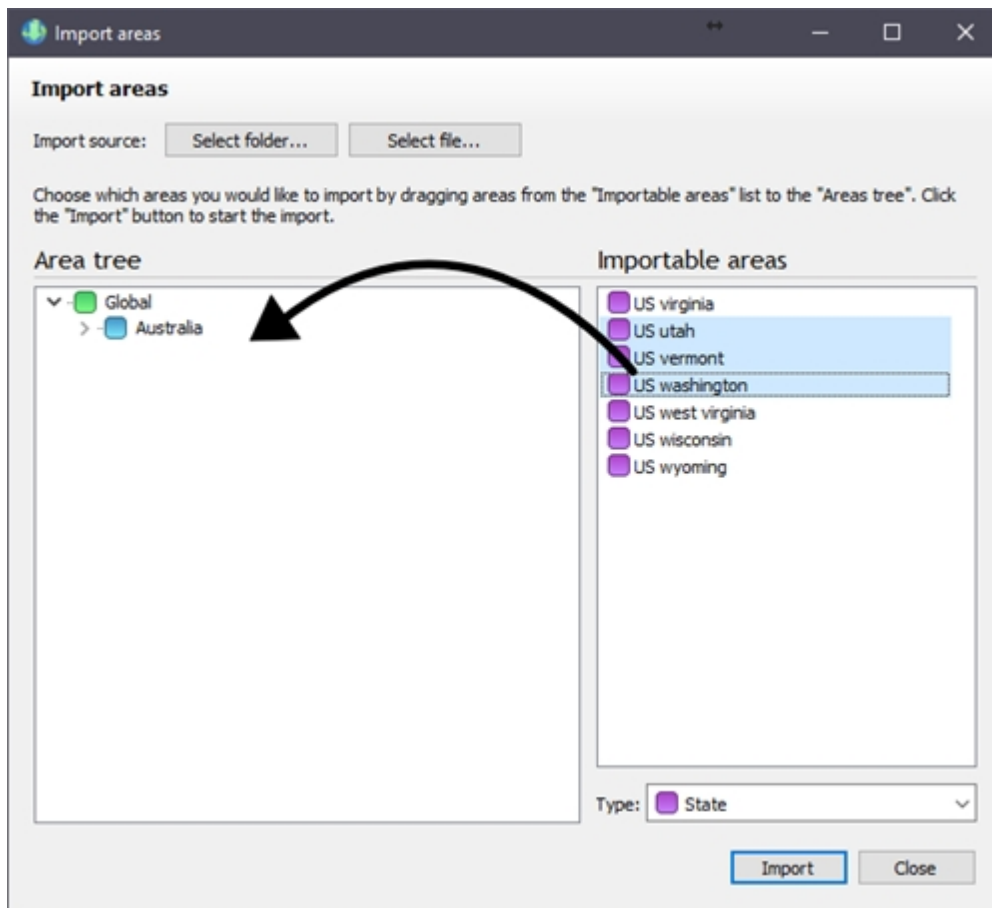 Import areas
Import areas
Import source: Select folder... Select file...
Choose which areas you would like to import by dragging areas from the "Importable areas" list to the "Areas tree". Click
the "Import" button to start the import.
Area tree
Global
Australia
Importable areas
US virginia
US utah
US vermont
US washington
US west virginia
US wisconsin
US wyoming
Type: State
Import Close